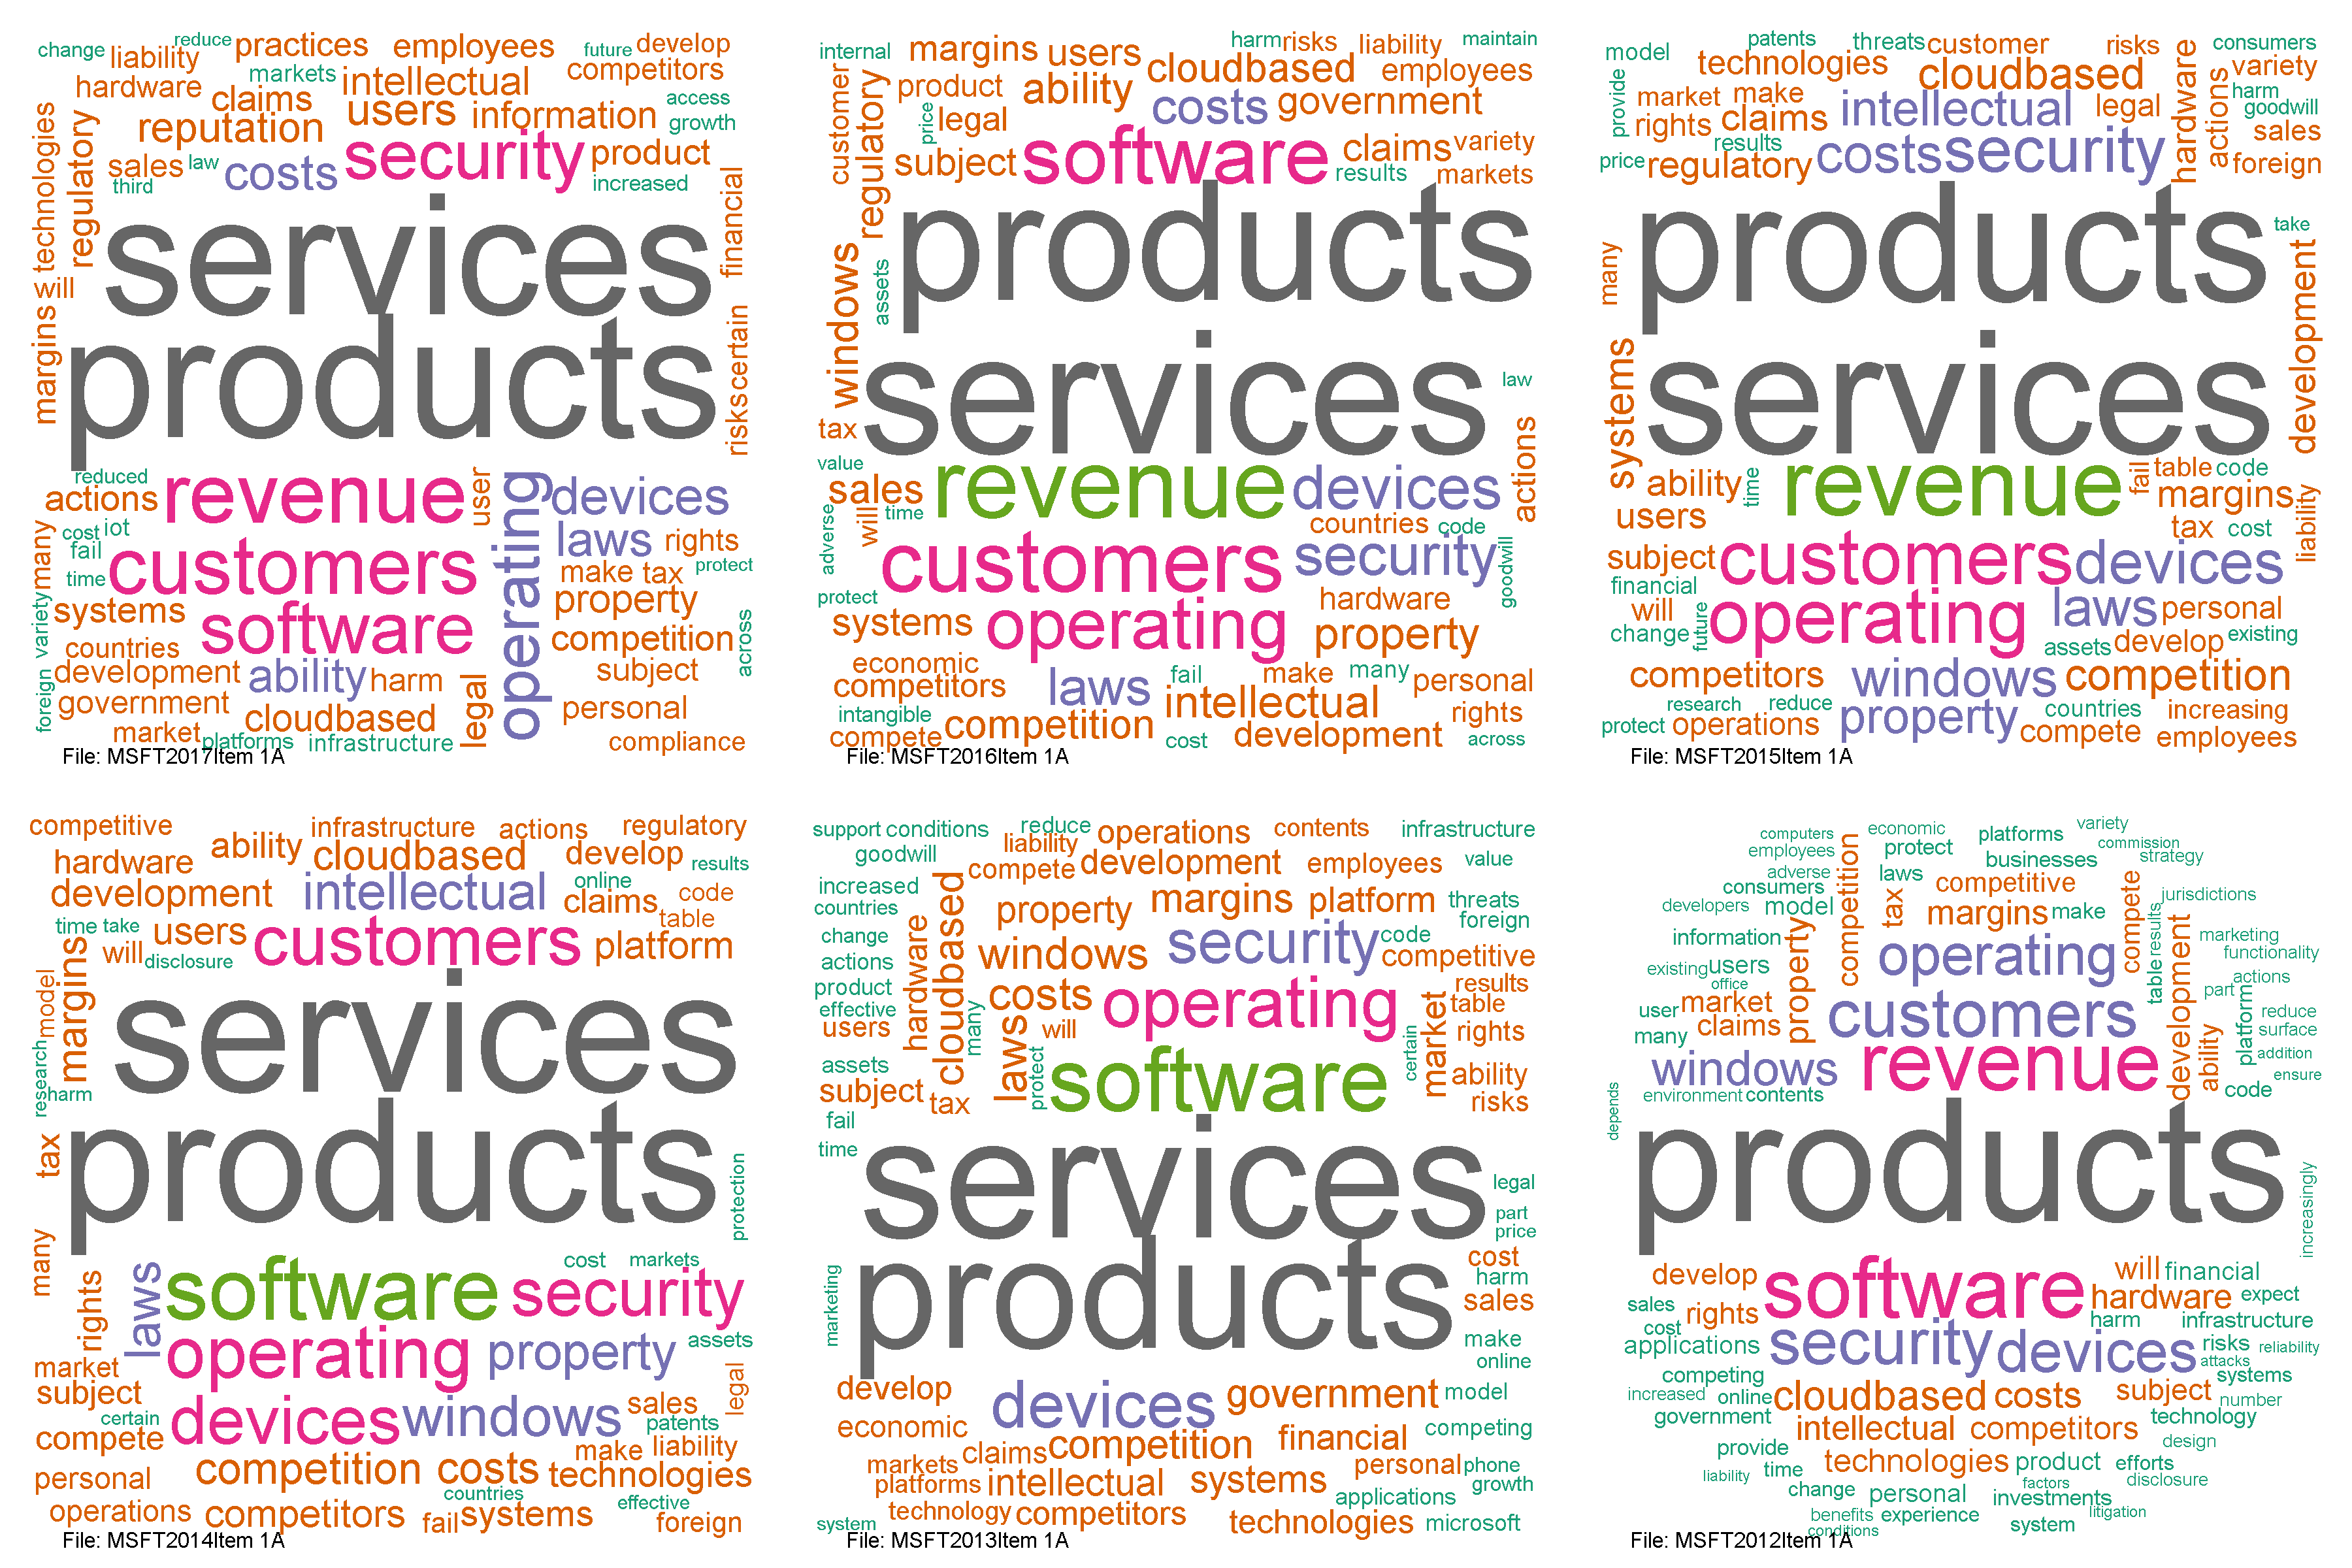 change liability reduce practices employees future develop
hardware markets intellectual competitors
claims users information access
reputation growth
technologies regulatory sales law costs security product
third increased
services
financial
will
products
margins
risks certain
reduced
actions revenue user operating devices
many cost iot laws rights
fail
time customers make tax protect
variety systems software property
countries competition
foreign development ability harm subject across
government legal personal
cloudbased
market platforms infrastructure compliance
File: MSFT2017Item 1A
internal margins users harm risks liability maintain
customer product ability cloudbased employees
price legal costs government
regulatory subject software claims variety
results markets
products
windows assets
services law
tax
value revenue devices actions
sales time countries code
adverse will customers security goodwill
protect hardware
systems operating property
economic fail make many personal
competitors laws intellectual rights
intangible competition
compete cost development across
File: MSFT2016Item 1A
model patents threats customer risks consumers
technologies cloudbased hardware variety
provide market make intellectual legal actions harm
rights claims goodwill
results sales
price regulatory costs security foreign
products take
many development
services
systems revenue fail table code
ability time margins
users tax cost liability
subject customers devices
financial
will operating laws personal
change future assets develop existing
competitors windows competition
research reduce countries increasing
protect operations property compete employees
File: MSFT2015Item 1A
competitive infrastructure actions regulatory
hardware ability cloudbased develop results
development intellectual online claims code
time take users customers table
will disclosure platform
margins model
services
research harm
products
tax protection
many
rights laws software cost markets security
operating property assets
market
subject legal
certain devices windows sales patents
compete make liability
personal competition costs technologies
countries
operations competitors fail systems effective foreign
File: MSFT2014Item 1A
support conditions reduce operations contents infrastructure
goodwill liability
compete development employees value
increased cloudbased property margins platform threats
countries foreign
change hardware windows security code competitive
actions
product costs operating results
effective many table
users laws will market rights
assets protect software certain ability
subject tax risks
fail
time services legal
part
price
products cost
marketing harm
sales
make
online
develop devices government model
economic competition financial competing
markets claims personal phone
platforms intellectual systems growth
applications
technology competitors technologies microsoft
system
File: MSFT2013Item 1A
computers competition economic platforms variety
employees protect commission
adverse businesses strategy
consumers laws competitive compete jurisdictions
developers model tax margins make
information property operating table results development marketing
functionality
existing users actions
office part
user market customers platform reduce
many claims surface
windows revenue ability addition
ensure
environment contents code
depends
products
increasingly
develop software will financial
sales rights hardware expect
cost harm infrastructure
applications security devices risks reliability
attacks
competing systems
increased online cloudbased costs subject number
government technology
intellectual competitors
provide design
technologies product efforts
liability time factors disclosure
change personal investments
benefits experience litigation
conditions system
File: MSFT2012Item 1A